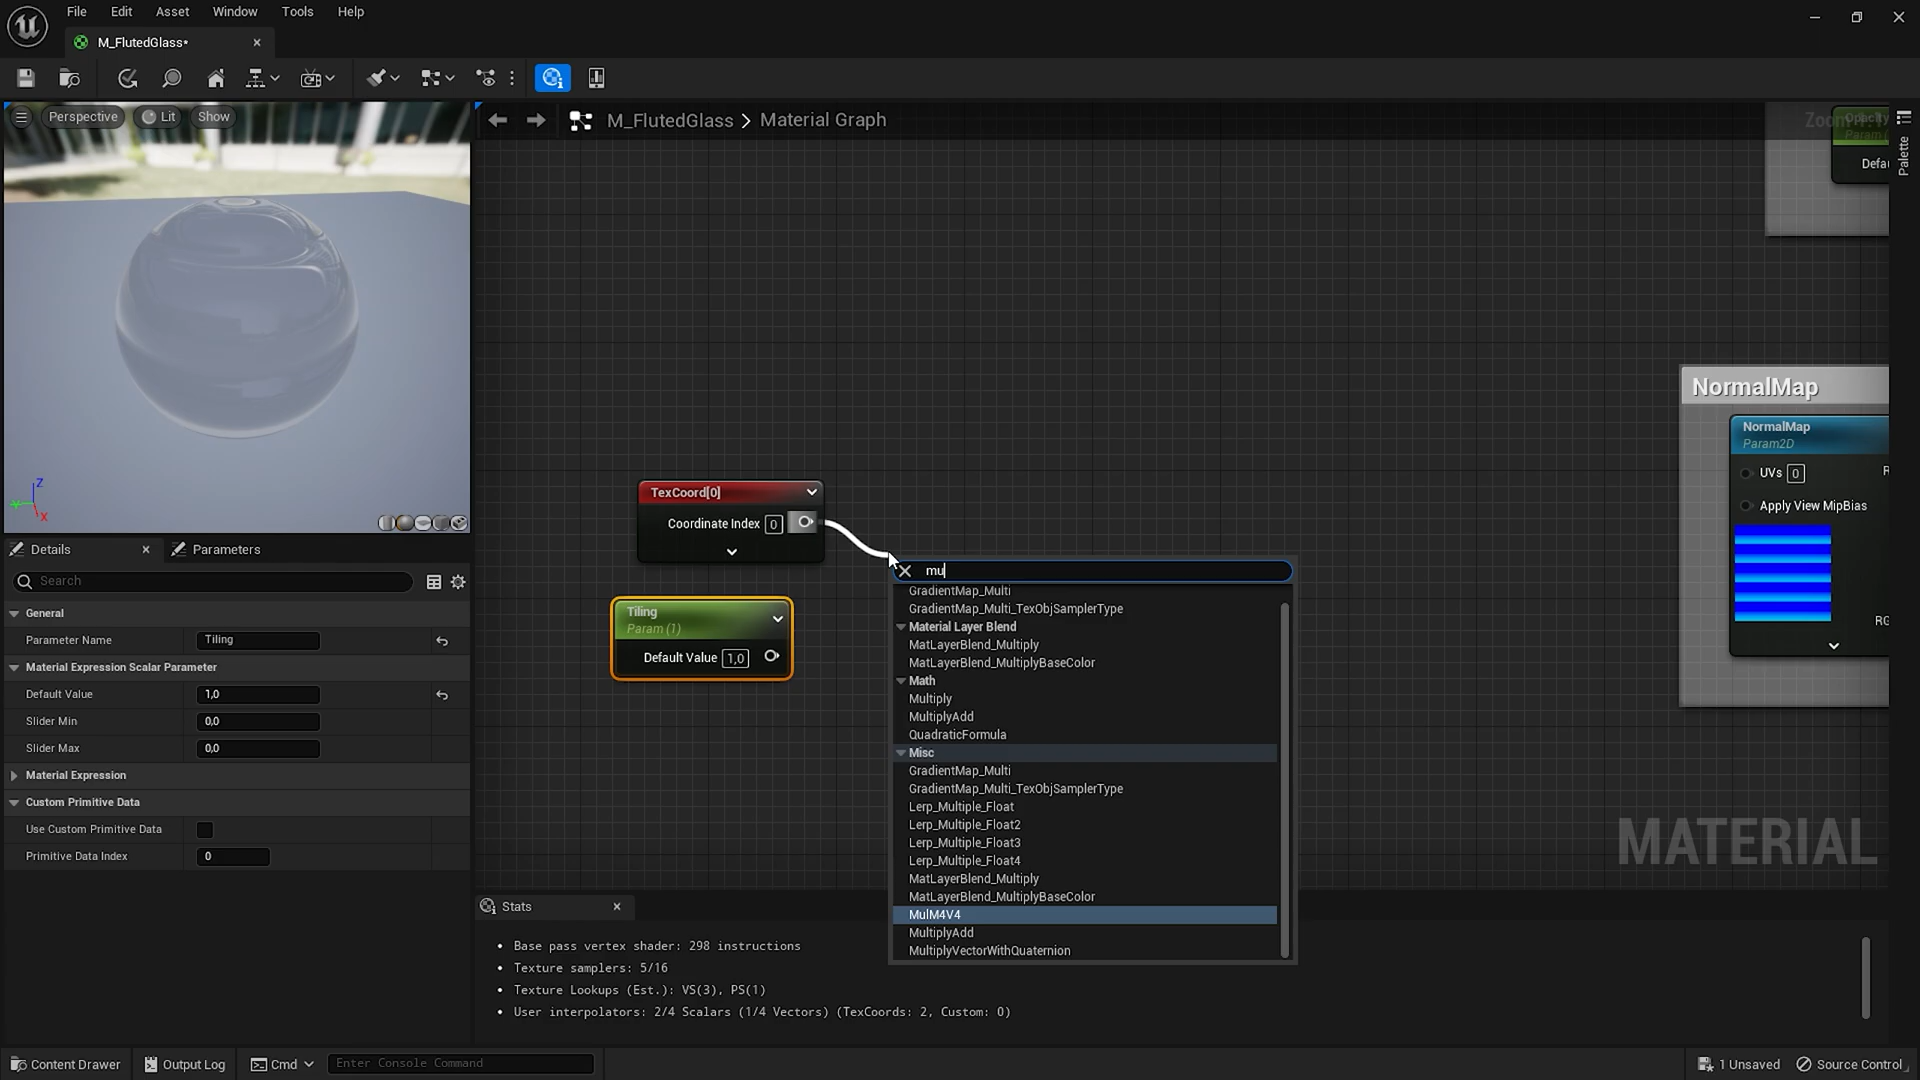 File Edit Asset Window Tools Help
M_FlutedGlass*
Perspective Lit Show
M_FlutedGlass > Material Graph
Palette
Opacity
Defau
TexCoord[0]
Coordinate Index 0
Tiling
Param (1)
Default Value 1,0
mu
GradientMap_Multi
GradientMap_Multi_TexObjSamplerType
Material Layer Blend
MatLayerBlend_Multiply
MatLayerBlend_MultiplyBaseColor
Math
Multiply
MultiplyAdd
QuadraticFormula
Misc
GradientMap_Multi
GradientMap_Multi_TexObjSamplerType
Lerp_Multiple_Float
Lerp_Multiple_Float2
Lerp_Multiple_Float3
Lerp_Multiple_Float4
MatLayerBlend_Multiply
MatLayerBlend_MultiplyBaseColor
MulM4V4
MultiplyAdd
MultiplyVectorWithQuaternion
NormalMap
NormalMap
Param2D
UVs 0
R
Apply View MipBias
RG
MATERIAL
Z
X
Details
Parameters
Search
General
Parameter Name Tiling
Material Expression Scalar Parameter
Default Value 1,0
Slider Min 0,0
Slider Max 0,0
Material Expression
Custom Primitive Data
Use Custom Primitive Data
Primitive Data Index 0
Stats
• Base pass vertex shader: 298 instructions
• Texture samplers: 5/16
• Texture Lookups (Est.): VS(3), PS(1)
• User interpolators: 2/4 Scalars (1/4 Vectors) (TexCoords: 2, Custom: 0)
Content Drawer Output Log Cmd Enter Console Command 1 Unsaved Source Control